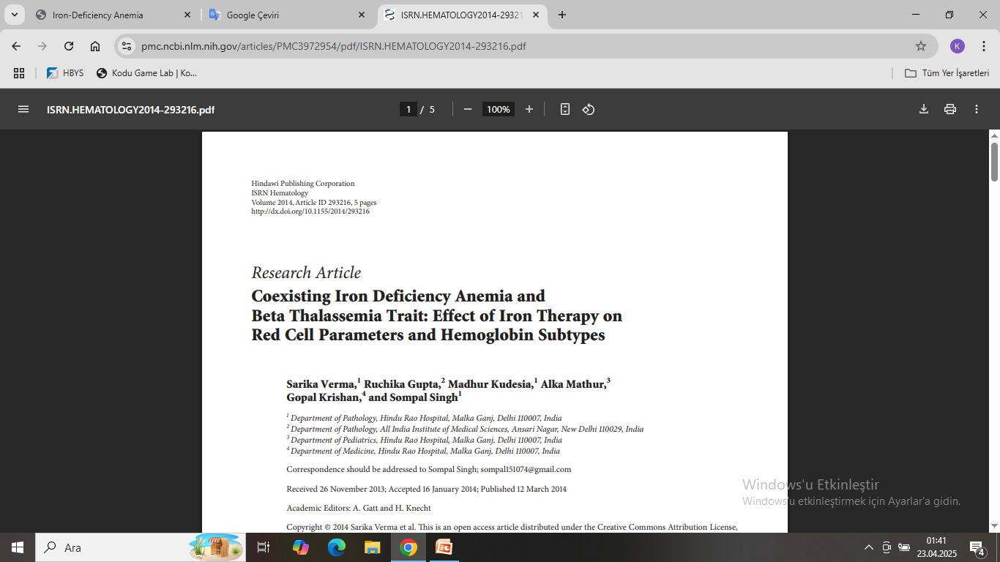 Iron-Deficiency Anemia
Google Çeviri
ISRN.HEMATOLOGY2014-29321
pmc.ncbi.nlm.nih.gov/articles/PMC3972954/pdf/ISRN.HEMATOLOGY2014-293216.pdf
K
HBYS
Kodu Game Lab | Ko...
Tüm Yer İşaretleri
ISRN.HEMATOLOGY2014-293216.pdf
1 / 5
100%
Hindawi Publishing Corporation
ISRN Hematology
Volume 2014, Article ID 293216, 5 pages
http://dx.doi.org/10.1155/2014/293216
Research Article
Coexisting Iron Deficiency Anemia and
Beta Thalassemia Trait: Effect of Iron Therapy on
Red Cell Parameters and Hemoglobin Subtypes
Sarika Verma,1 Ruchika Gupta,2 Madhur Kudesia,1 Alka Mathur,3
Gopal Krishan,4 and Sompal Singh1
1 Department of Pathology, Hindu Rao Hospital, Malka Ganj, Delhi 110007, India
2 Department of Pathology, All India Institute of Medical Sciences, Ansari Nagar, New Delhi 110029, India
3 Department of Pediatrics, Hindu Rao Hospital, Malka Ganj, Delhi 110007, India
4 Department of Medicine, Hindu Rao Hospital, Malka Ganj, Delhi 110007, India
Correspondence should be addressed to Sompal Singh; sompal151074@gmail.com
Received 26 November 2013; Accepted 16 January 2014; Published 12 March 2014
Academic Editors: A. Gatt and H. Knecht
Copyright © 2014 Sarika Verma et al. This is an open access article distributed under the Creative Commons Attribution License,
Windows'u Etkinleştir
Windows'u etkinleştirmek için Ayarlar'a gidin.
Ara
01:41
23.04.2025
4